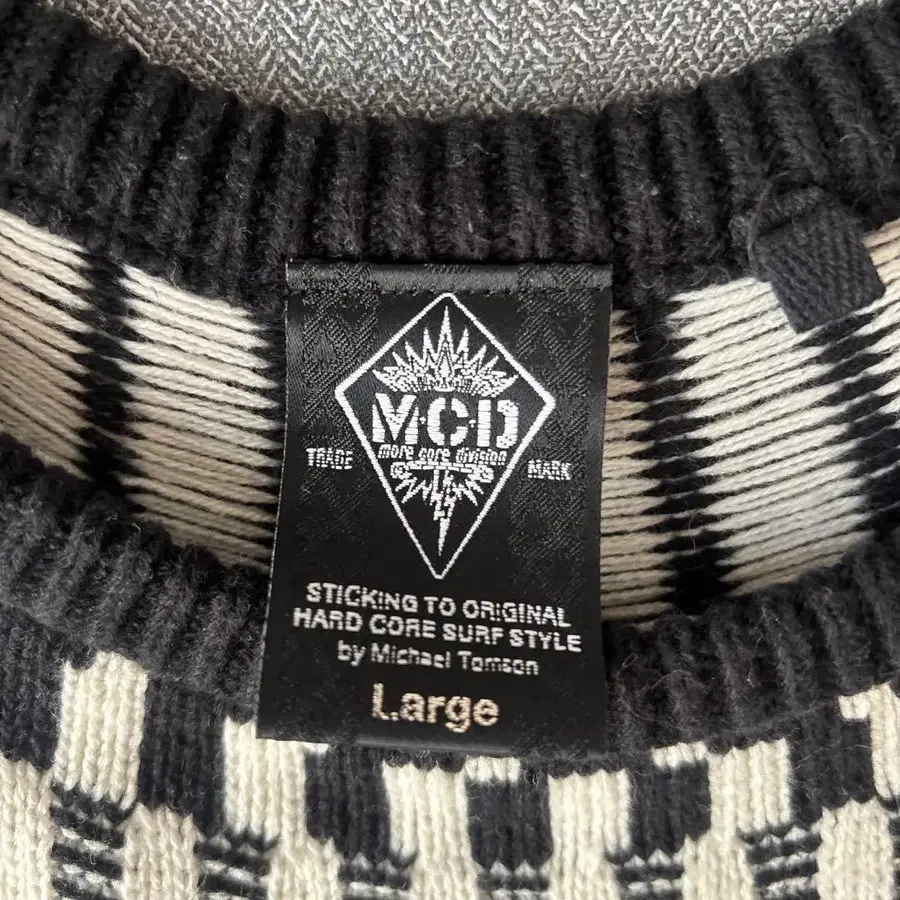 M·C·D
more core division
TRADE MARK
STICKING TO ORIGINAL
HARD CORE SURF STYLE
by Michael Tomson
Large